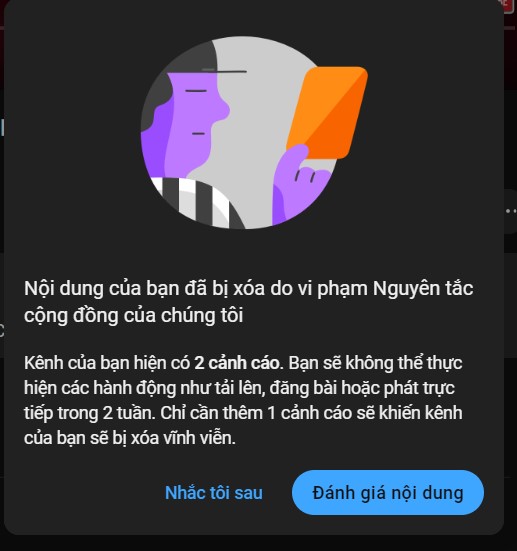 Nội dung của bạn đã bị xóa do vi phạm Nguyên tắc
cộng đồng của chúng tôi
Kênh của bạn hiện có 2 cảnh cáo. Bạn sẽ không thể thực
hiện các hành động như tải lên, đăng bài hoặc phát trực
tiếp trong 2 tuần. Chỉ cần thêm 1 cảnh cáo sẽ khiến kênh
của bạn sẽ bị xóa vĩnh viễn.
Nhắc tôi sau
Đánh giá nội dung